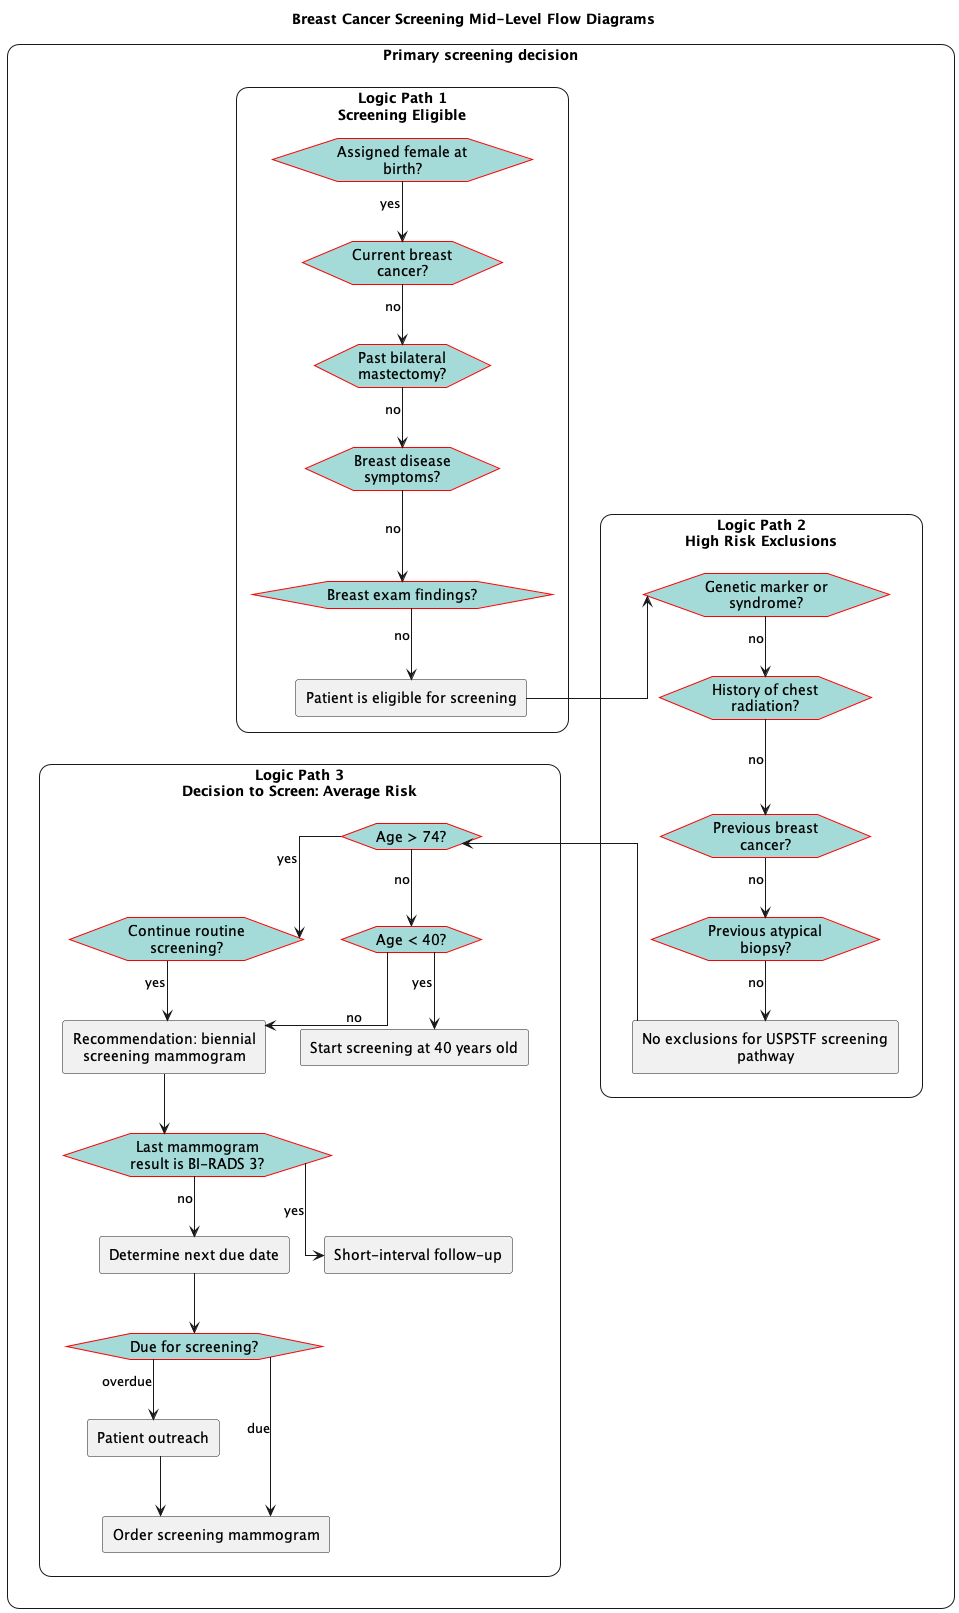 Breast Cancer Screening Mid-Level Flow Diagrams
Primary screening decision
Logic Path 1
Screening Eligible
Assigned female at
birth?
yes
Current breast
cancer?
no
Past bilateral
mastectomy?
no
Breast disease
symptoms?
no
Breast exam findings?
no
Patient is eligible for screening
Logic Path 2
High Risk Exclusions
Genetic marker or
syndrome?
no
History of chest
radiation?
no
Previous breast
cancer?
no
Previous atypical
biopsy?
no
No exclusions for USPSTF screening
pathway
Logic Path 3
Decision to Screen: Average Risk
Age > 74?
yes
no
Continue routine
screening?
Age < 40?
yes
yes
no
Recommendation: biennial
screening mammogram
Start screening at 40 years old
Last mammogram
result is BI-RADS 3?
no
yes
Determine next due date
Short-interval follow-up
Due for screening?
overdue
due
Patient outreach
Order screening mammogram